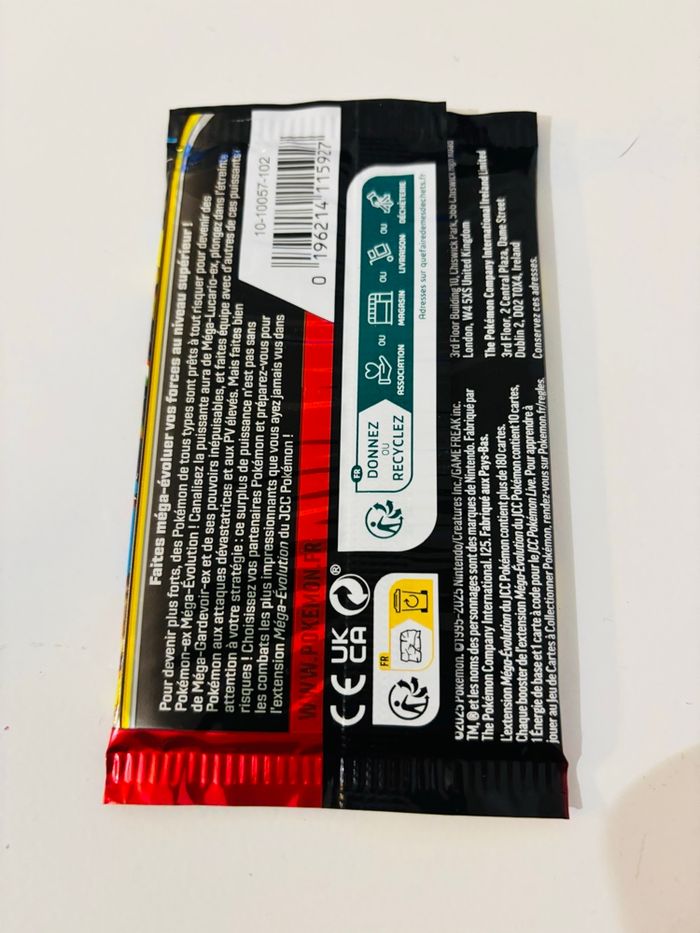 Faites méga-évoluer vos forces au niveau supérieur !
Pour devenir plus forts, des Pokémon de tous types sont prêts à tout risquer pour devenir des
Pokémon-ex Méga-Évolution ! Canalisez la puissante aura de Méga-Lucario-ex, plongez dans l'étreinte
de Méga-Gardevoir-ex et de ses pouvoirs inépuisables, et faites équipe avec d'autres de ces puissants
Pokémon aux attaques dévastatrices et aux PV élevés. Mais faites bien
attention à votre stratégie : ce surplus de puissance n'est pas sans
risques ! Choisissez vos partenaires Pokémon et préparez-vous pour
les combats les plus impressionnants que vous ayez jamais vus dans
l'extension Méga-Évolution du JCC Pokémon !
10-10057-102
0 196214 115927
WWW.POKEMON.FR
CE UK CA ®
FR
FR
DONNEZ
OU
RECYCLEZ
ASSOCIATION
OU
MAGASIN
OU
LIVRAISON
OU
DÉCHÈTERIE
Adresses sur quefairedemesdechets.fr
©2025 Pokémon. ©1995-2025 Nintendo/Creatures Inc./GAME FREAK inc.
TM, ® et les noms des personnages sont des marques de Nintendo. Fabriqué par
The Pokémon Company International. 125. Fabriqué aux Pays-Bas.
L'extension Méga-Évolution du JCC Pokémon contient plus de 180 cartes.
Chaque booster de l'extension Méga-Évolution du JCC Pokémon contient 10 cartes,
1 Énergie de base et 1 carte à code pour le JCC Pokémon Live. Pour apprendre à
jouer au Jeu de Cartes à Collectionner Pokémon, rendez-vous sur Pokemon.fr/regles.
3rd Floor Building 10, Chiswick Park, 566 Chiswick High Road
London, W4 5XS United Kingdom
The Pokémon Company International Ireland Limited
3rd Floor, 2 Central Plaza, Dame Street
Dublin 2, D02 T0X4, Ireland
Conservez ces adresses.